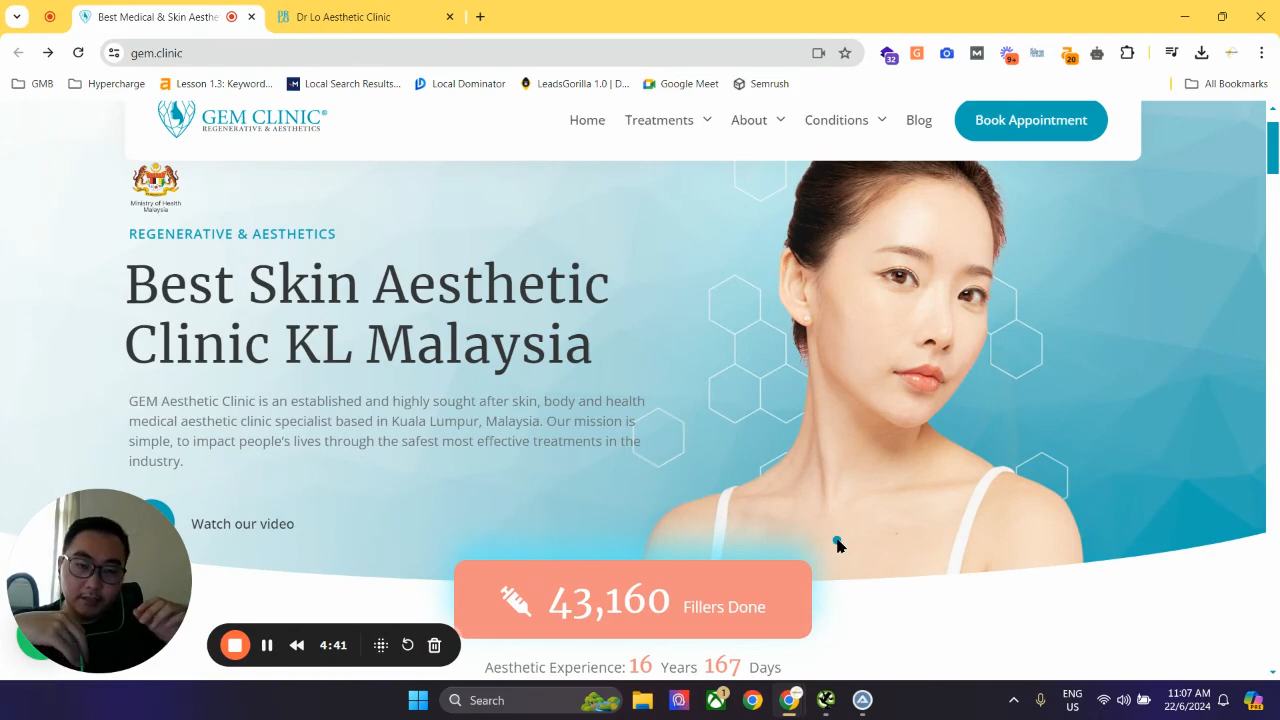 Best Medical & Skin Aesthe
Dr Lo Aesthetic Clinic
gem.clinic
32
9+
20
GMB
Hypercharge
Lesson 1.3: Keyword...
Local Search Results...
Local Dominator
LeadsGorilla 1.0 | D...
Google Meet
Semrush
All Bookmarks
GEM CLINIC®
REGENERATIVE & AESTHETICS
Home
Treatments
About
Conditions
Blog
Book Appointment
Ministry of Health
Malaysia
REGENERATIVE & AESTHETICS
Best Skin Aesthetic
Clinic KL Malaysia
GEM Aesthetic Clinic is an established and highly sought after skin, body and health
medical aesthetic clinic specialist based in Kuala Lumpur, Malaysia. Our mission is
simple, to impact people's lives through the safest most effective treatments in the
industry.
Watch our video
43,160 Fillers Done
Aesthetic Experience: 16 Years 167 Days
4:41
Search
1
ENG
US
11:07 AM
22/6/2024